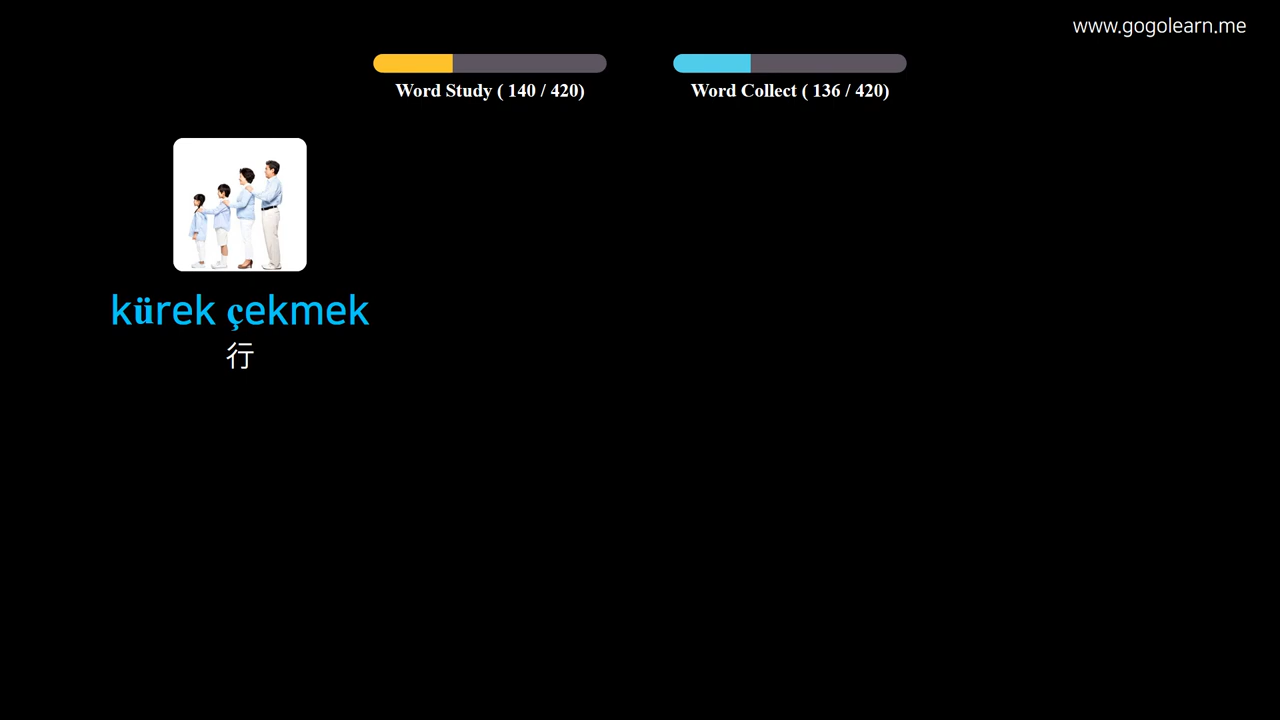 www.gogolearn.me
Word Study ( 140 / 420)
Word Collect ( 136 / 420)
kürek çekmek
行